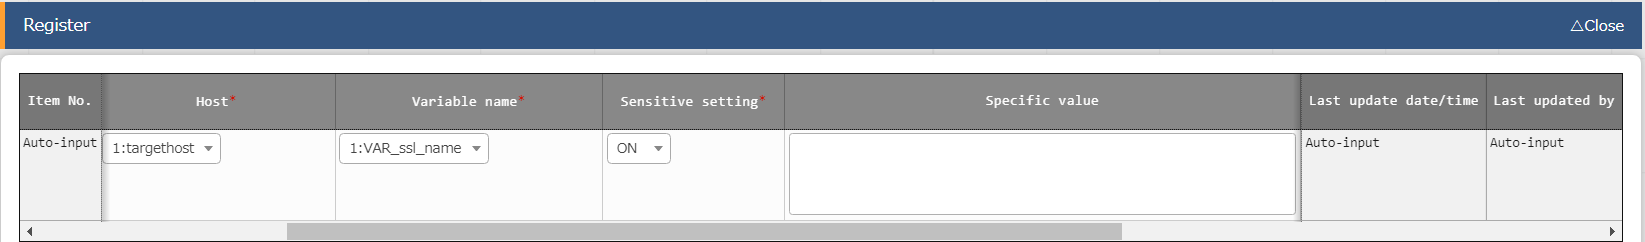 Register △Close
Item No. Host* Variable name* Sensitive setting* Specific value Last update date/time Last updated by
Auto-input 1:targethost 1:VAR_ssl_name ON Auto-input Auto-input